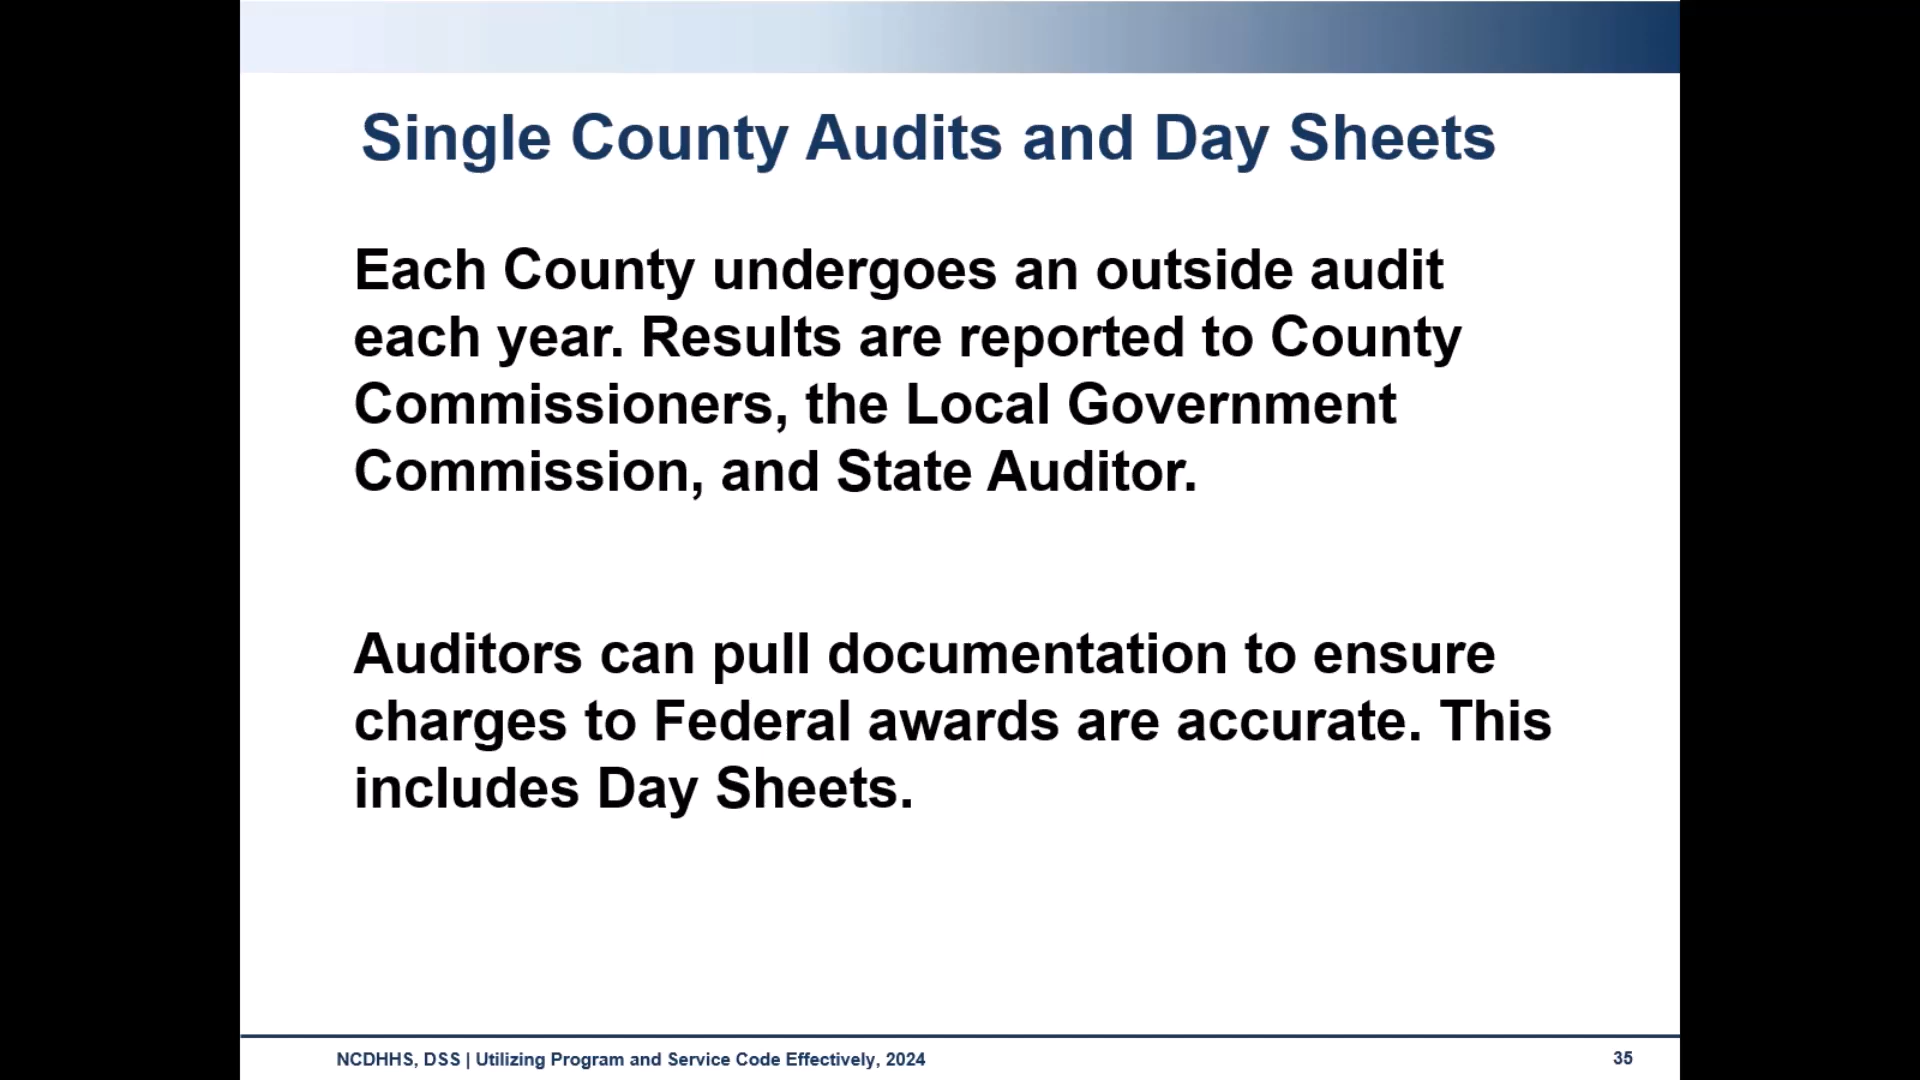 Single County Audits and Day Sheets
Each County undergoes an outside audit
each year. Results are reported to County
Commissioners, the Local Government
Commission, and State Auditor.
Auditors can pull documentation to ensure
charges to Federal awards are accurate. This
includes Day Sheets.
NCDHHS, DSS | Utilizing Program and Service Code Effectively, 2024
35